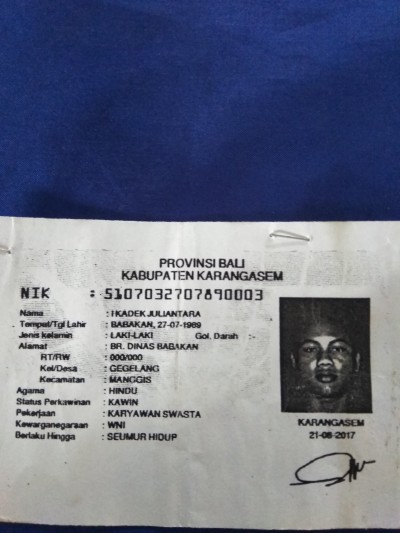 PROVINSI BALI
KABUPATEN KARANGASEM
NIK : 5107032707890003
Nama : I KADEK JULIANTARA
Tempat/Tgl Lahir : BABAKAN, 27-07-1989
Jenis kelamin : LAKI-LAKI Gol. Darah :-
Alamat : BR. DINAS BABAKAN
RT/RW : 000/000
Kel/Desa : GEGELANG
Kecamatan : MANGGIS
Agama : HINDU
Status Perkawinan : KAWIN
Pekerjaan : KARYAWAN SWASTA
Kewarganegaraan : WNI
Berlaku Hingga : SEUMUR HIDUP
KARANGASEM
21-08-2017